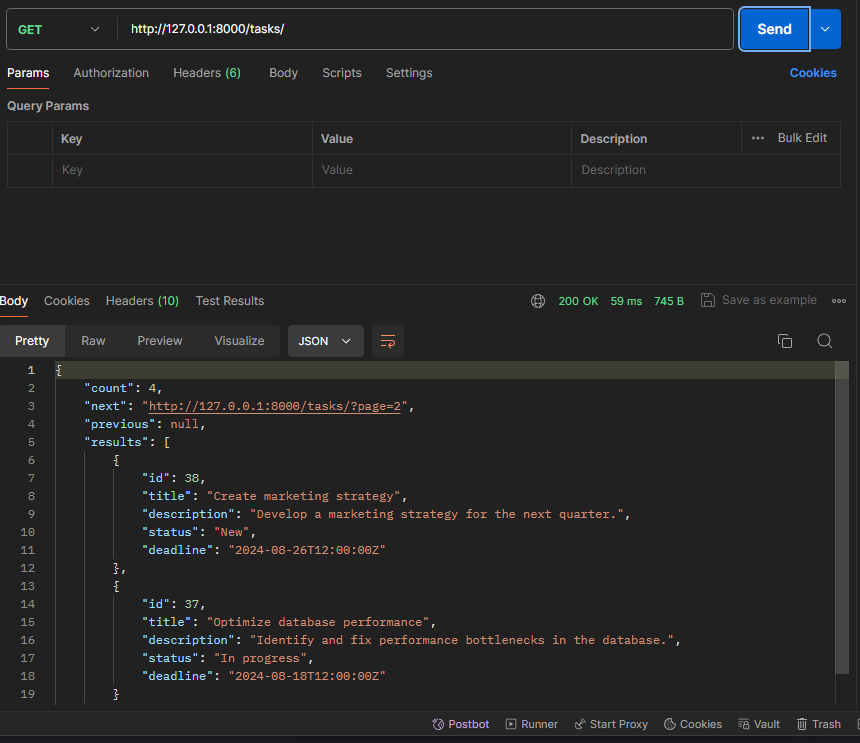 GET http://127.0.0.1:8000/tasks/ Send
Params Authorization Headers (6) Body Scripts Settings Cookies
Query Params
Key Value Description ••• Bulk Edit
Key Value Description
Body Cookies Headers (10) Test Results 200 OK 59 ms 745 B Save as example
Pretty Raw Preview Visualize JSON
1 {
2 "count": 4,
3 "next": "http://127.0.0.1:8000/tasks/?page=2",
4 "previous": null,
5 "results": [
6 {
7 "id": 38,
8 "title": "Create marketing strategy",
9 "description": "Develop a marketing strategy for the next quarter.",
10 "status": "New",
11 "deadline": "2024-08-26T12:00:00Z"
12 },
13 {
14 "id": 37,
15 "title": "Optimize database performance",
16 "description": "Identify and fix performance bottlenecks in the database.",
17 "status": "In progress",
18 "deadline": "2024-08-18T12:00:00Z"
19 }
Postbot Runner Start Proxy Cookies Vault Trash